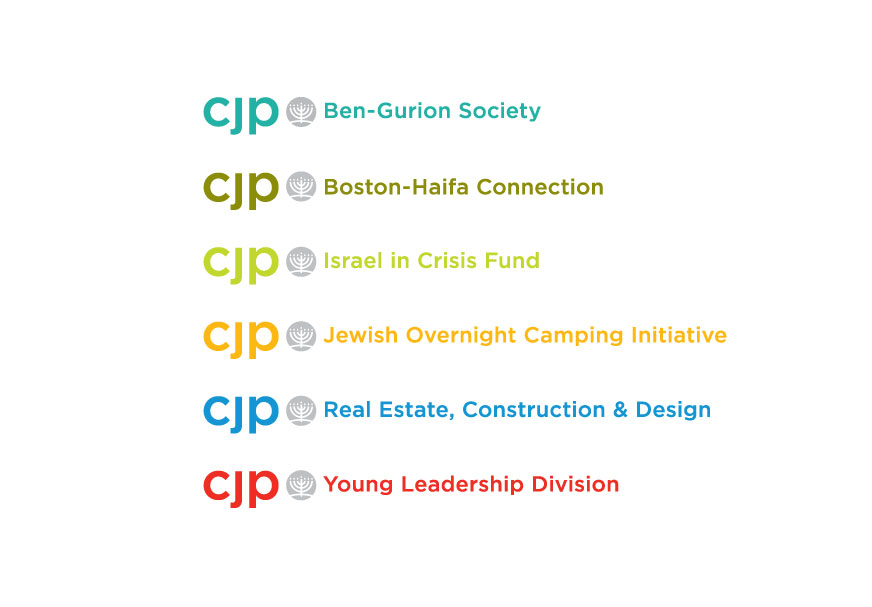 cjp Ben-Gurion Society
cjp Boston-Haifa Connection
cjp Israel in Crisis Fund
cjp Jewish Overnight Camping Initiative
cjp Real Estate, Construction & Design
cjp Young Leadership Division